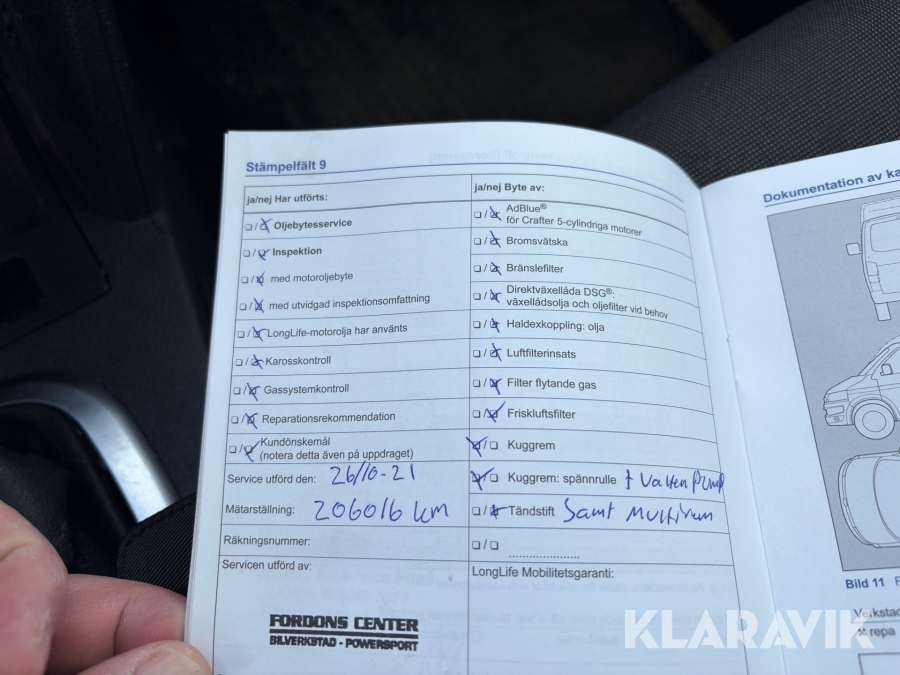 Stämpelfält 9
ja/nej Har utförts:
Oljebytesservice
Inspektion
med motoroljebyte
med utvidgad inspektionsomfattning
LongLife-motorolja har använts
Karosskontroll
Gassystemkontroll
Reparationsrekommendation
Kundönskemål
(notera detta även på uppdraget)
Service utförd den: 26/10-21
Mätarställning: 206016 km
Räkningsnummer:
Servicen utförd av:
FORDONS CENTER
BILVERKSTAD - POWERSPORT
ja/nej Byte av:
AdBlue®
för Crafter 5-cylindriga motorer
Bromsvätska
Bränslefilter
Direktväxellåda DSG®:
växellådsolja och oljefilter vid behov
Haldexkoppling: olja
Luftfilterinsats
Filter flytande gas
Friskluftsfilter
Kuggrem
Kuggrem: spännrulle + Vatten pump
Tändstift Samt Multirem
LongLife Mobilitetsgaranti:
Dokumentation av
Bild 11
repa
KLARAVIK